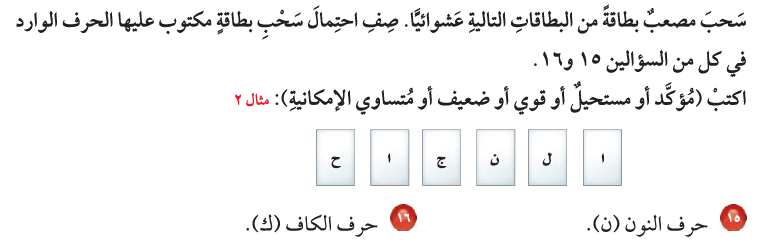 سَحبَ مصعبٌ بطاقةً من البطاقاتِ التاليةِ عَشوائيًّا. صِفِ احتِمالَ سَحْبِ بطاقةٍ مكتوب عليها الحرف الوارد
في كل من السؤالين ١٥ و١٦.
اكتبْ (مُؤكَّد أو مستحيلٌ أو قوي أو ضعيف أو مُتساوي الإمكانيةِ): مثال ٢
ا ل ن ج ا ح
١٥ حرف النون (ن). ١٦ حرف الكاف (ك).